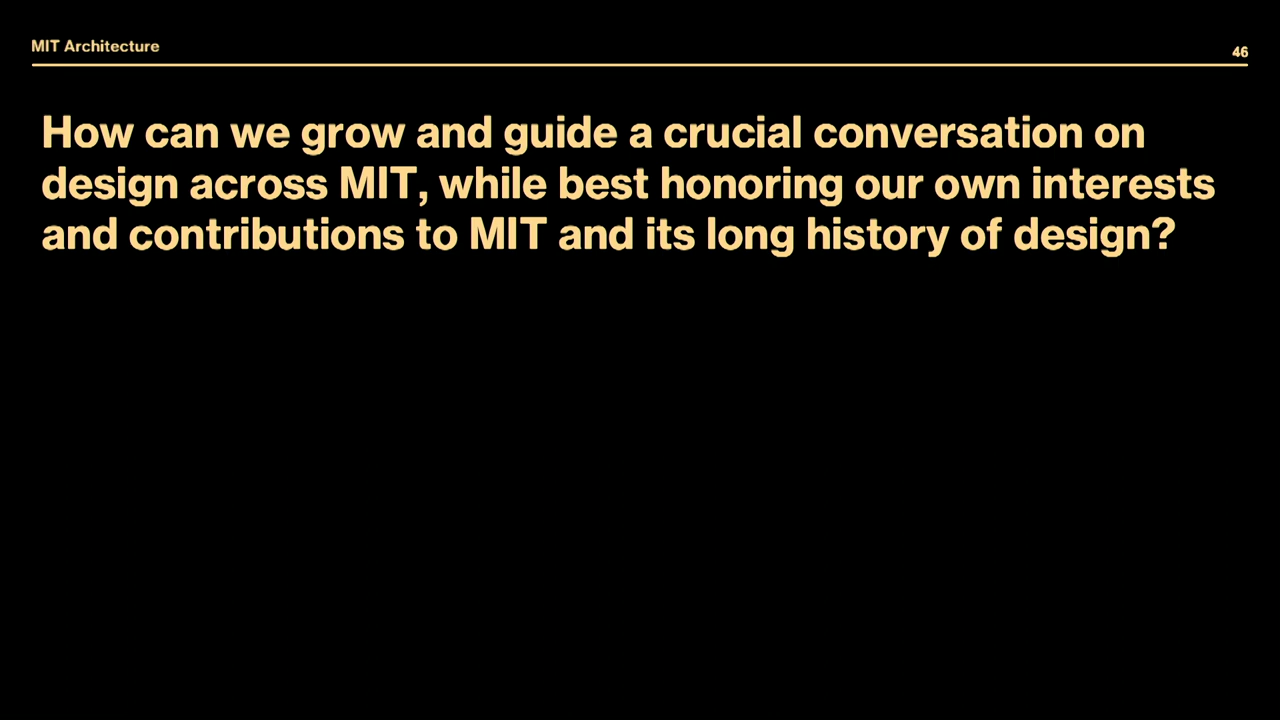 MIT Architecture
46
How can we grow and guide a crucial conversation on
design across MIT, while best honoring our own interests
and contributions to MIT and its long history of design?